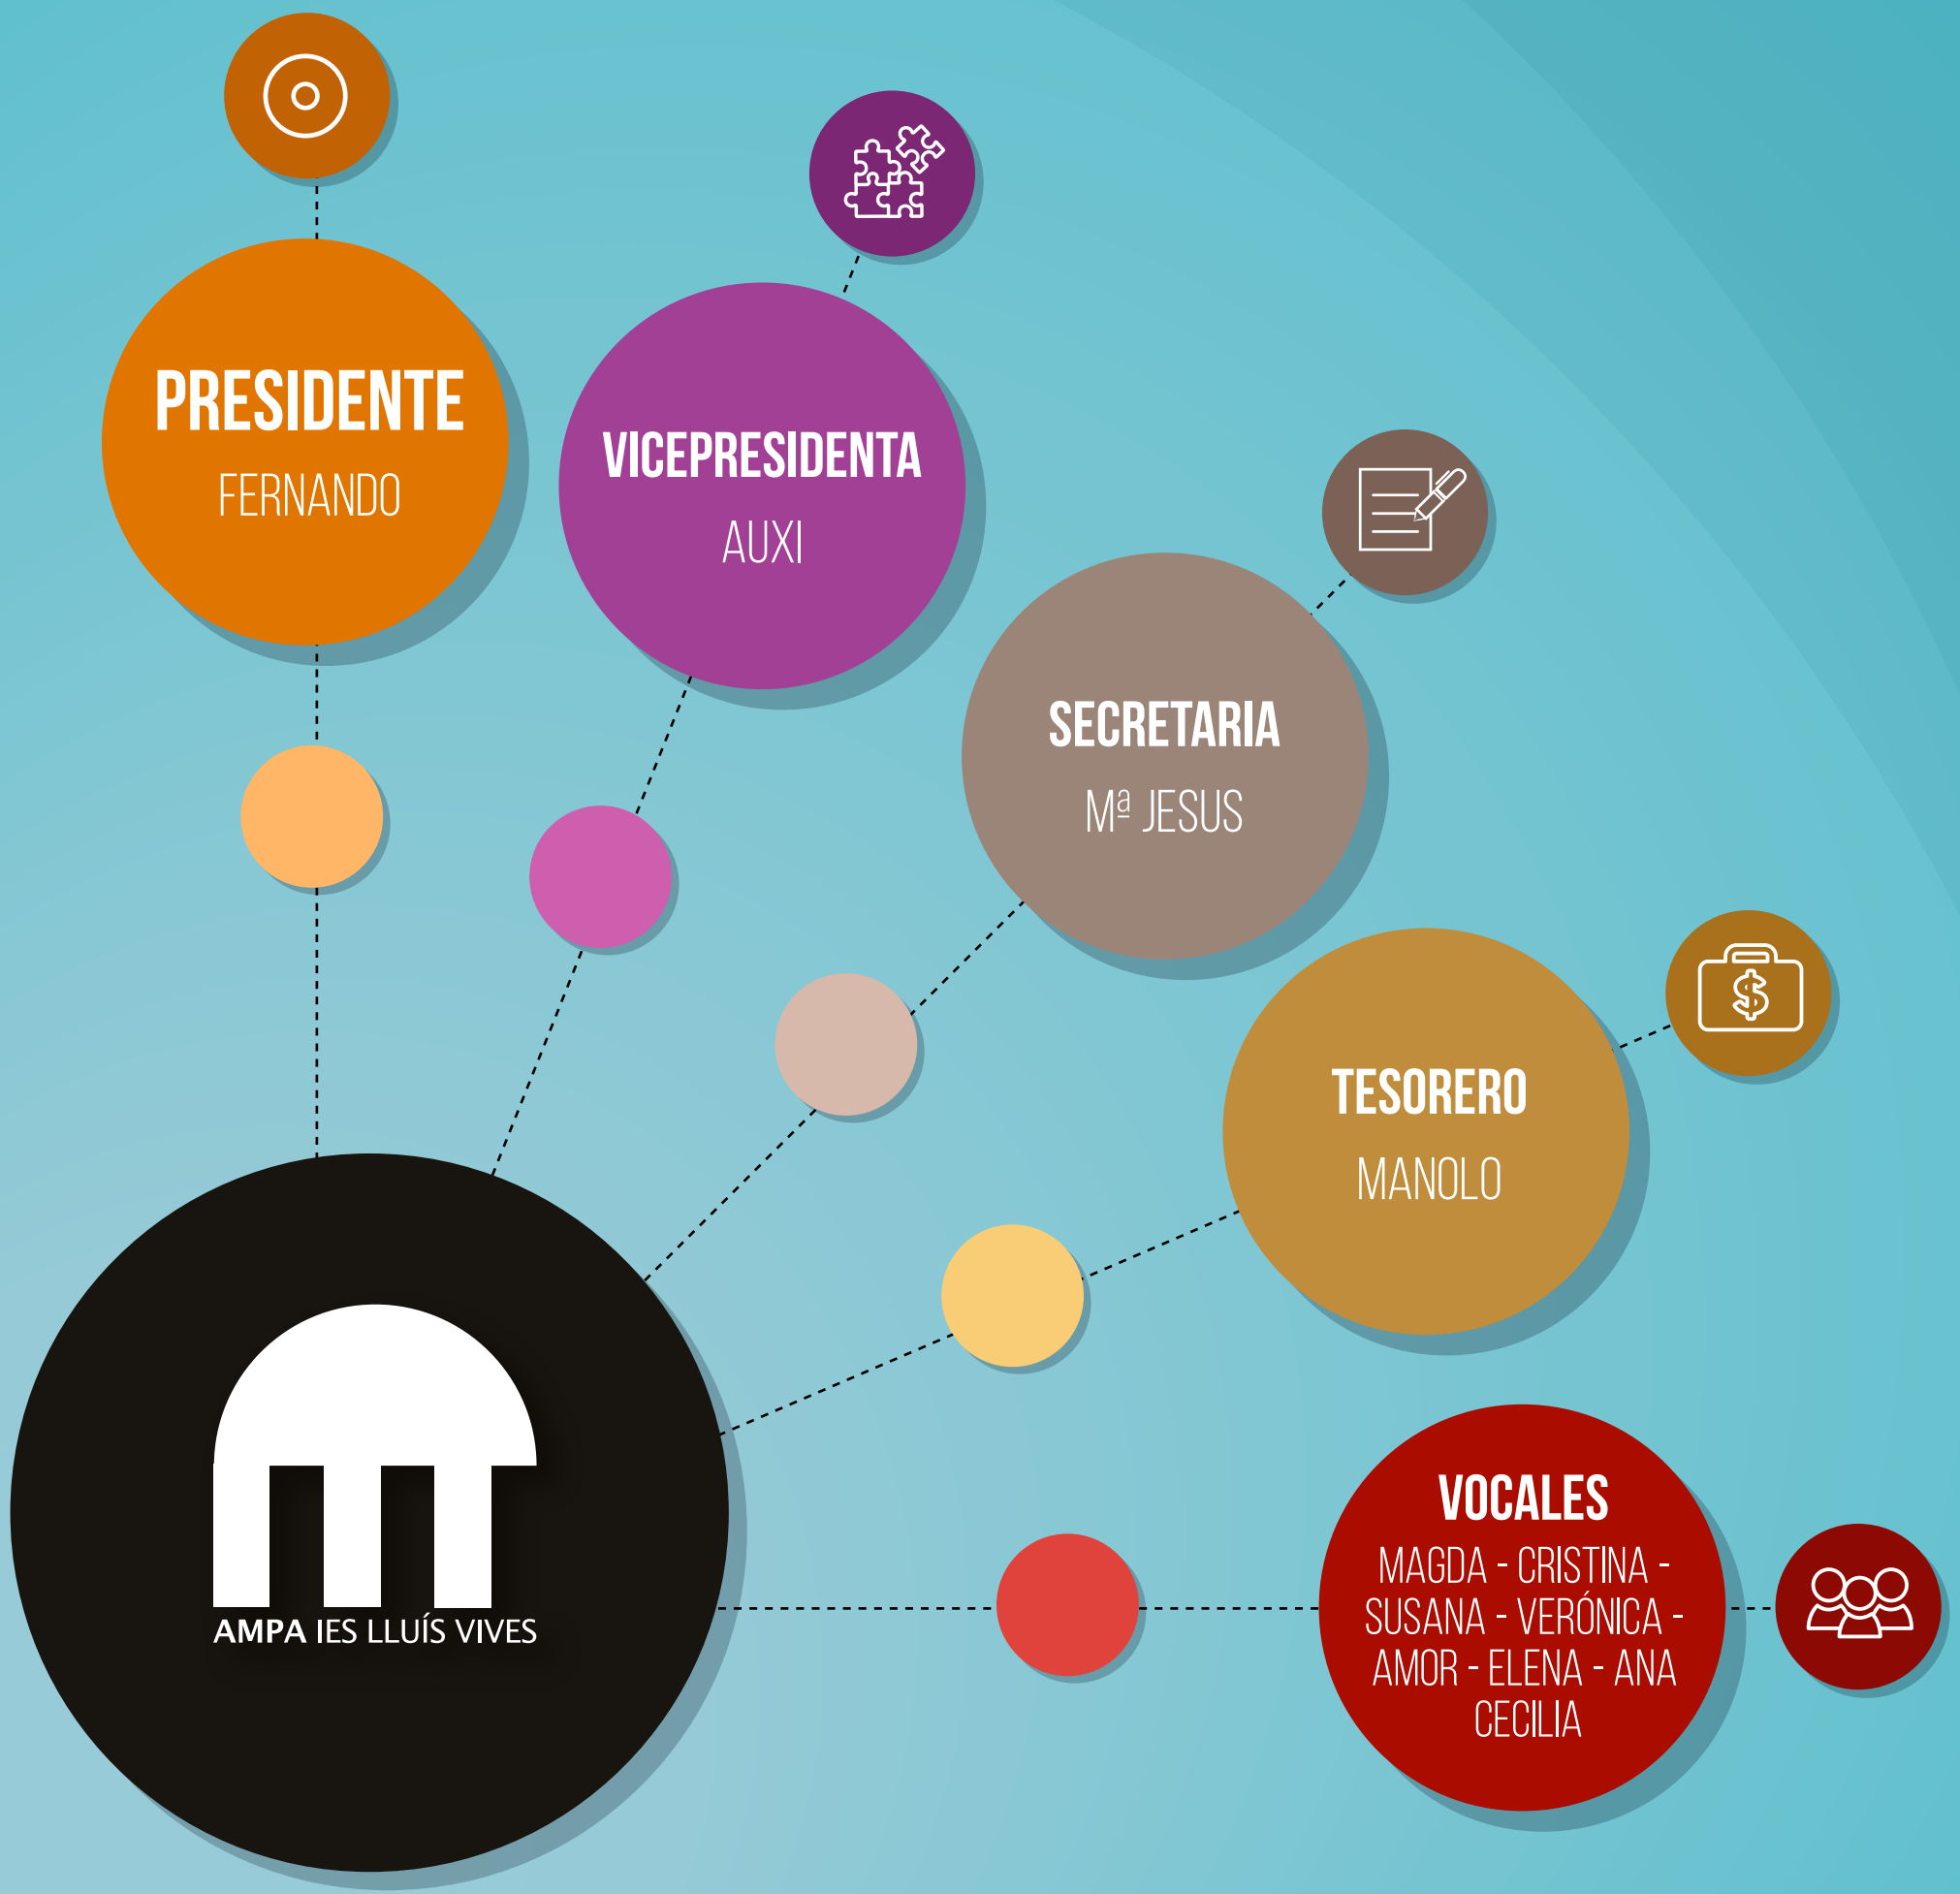 PRESIDENTE
FERNANDO
VICEPRESIDENTA
AUXI
SECRETARIA
Mª JESUS
TESORERO
MANOLO
VOCALES
MAGDA - CRISTINA -
SUSANA - VERÓNICA -
AMOR - ELENA - ANA
CECILIA
AMPA IES LLUÍS VIVES